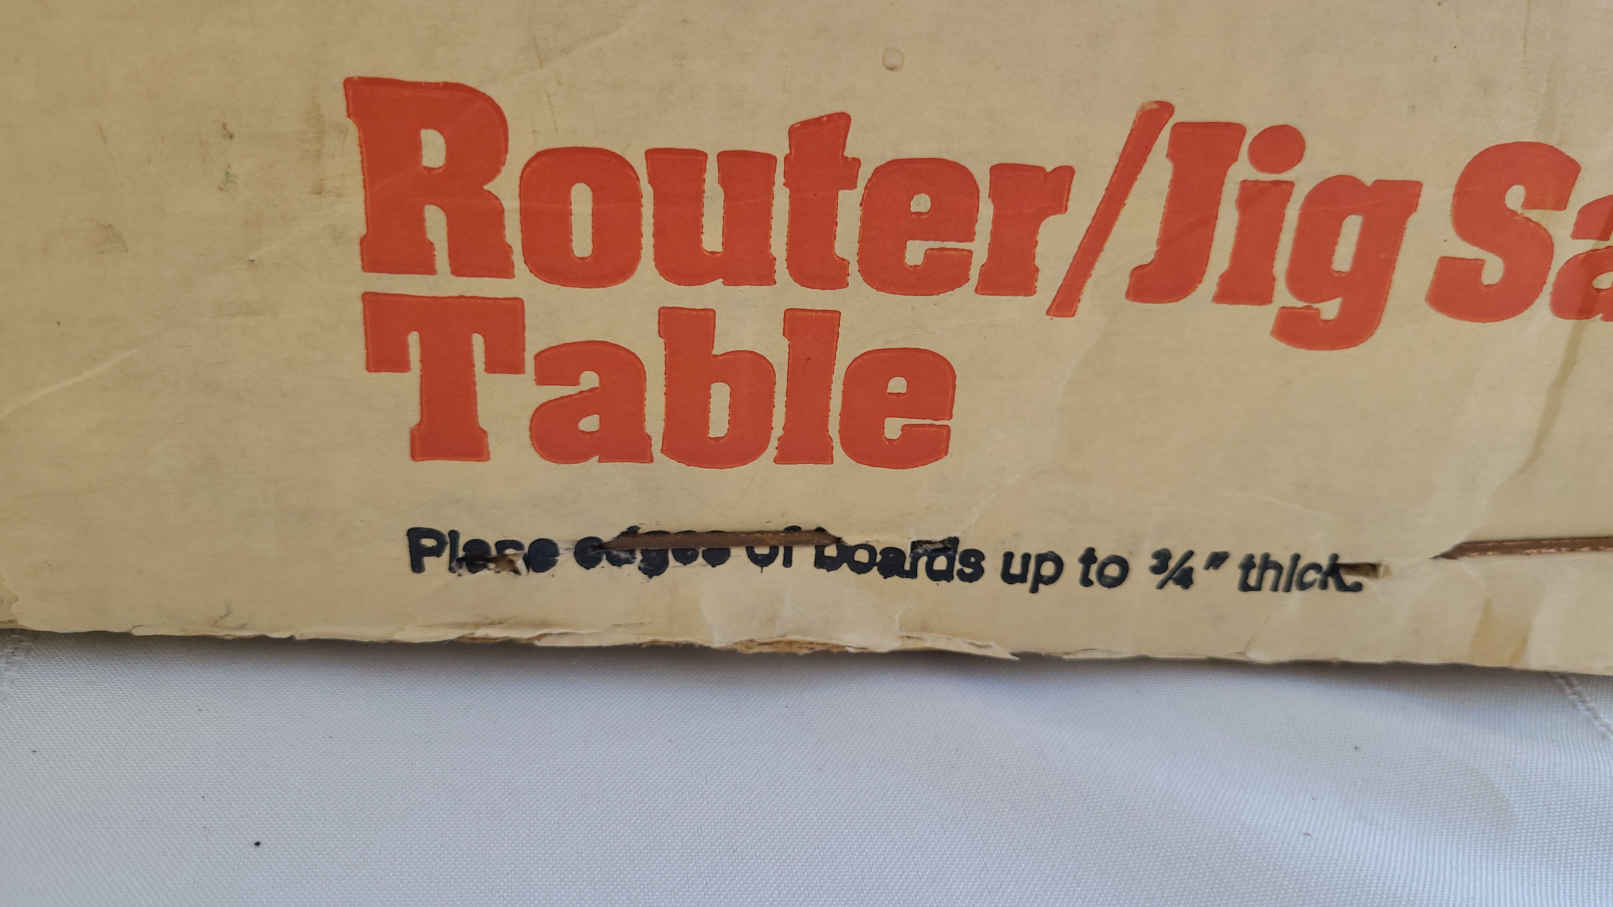 Router/Jig Sa
Table
Plane edges of boards up to ¾" thick.